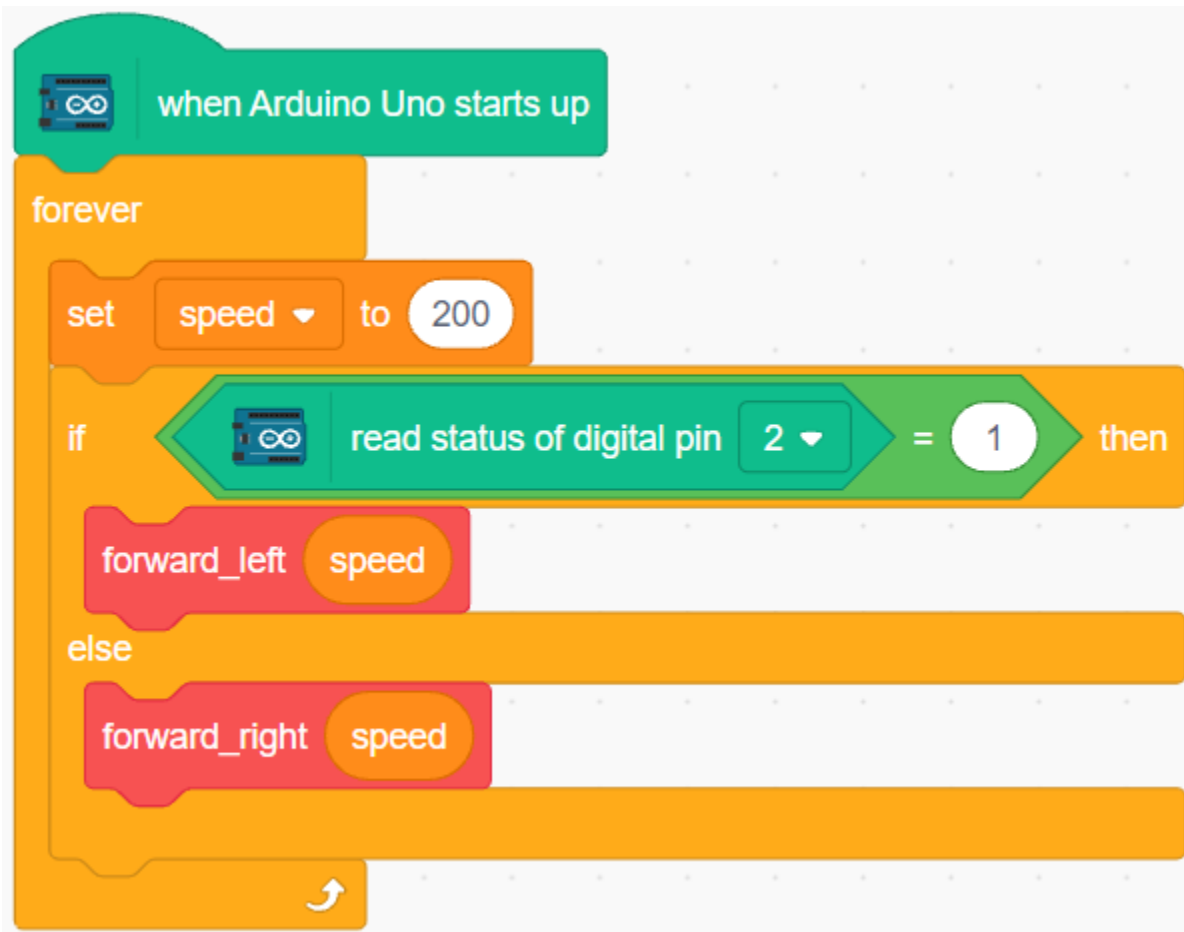 when Arduino Uno starts up
forever
set speed to 200
if read status of digital pin 2 = 1 then
forward_left speed
else
forward_right speed